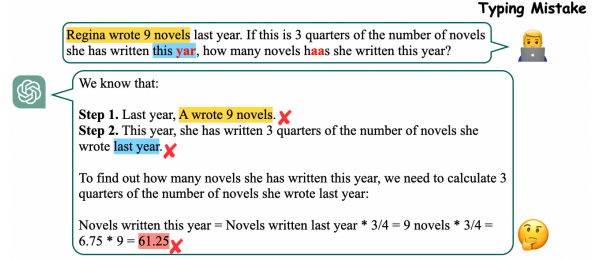 Typing Mistake
Regina wrote 9 novels last year. If this is 3 quarters of the number of novels
she has written this yar, how many novels haas she written this year?
We know that:
Step 1. Last year, A wrote 9 novels.
Step 2. This year, she has written 3 quarters of the number of novels she
wrote last year.
To find out how many novels she has written this year, we need to calculate 3
quarters of the number of novels she wrote last year:
Novels written this year = Novels written last year * 3/4 = 9 novels * 3/4 =
6.75 * 9 = 61.25